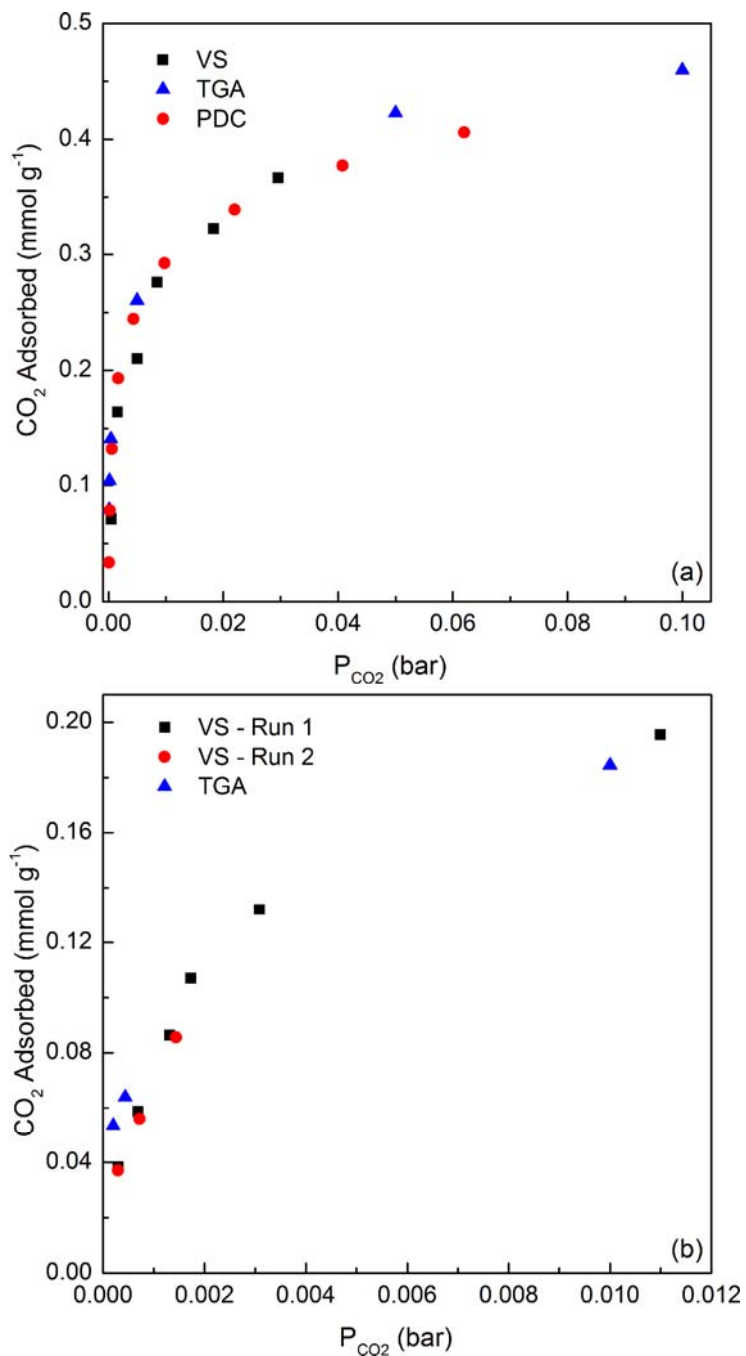 0.5
VS
TGA
PDC
0.4
0.3
0.2
0.1
0.0
CO2 Adsorbed (mmol g-1)
(a)
0.00 0.02 0.04 0.06 0.08 0.10
PCO2 (bar)
0.20
VS - Run 1
VS - Run 2
TGA
0.16
0.12
0.08
0.04
0.00
CO2 Adsorbed (mmol g-1)
(b)
0.000 0.002 0.004 0.006 0.008 0.010 0.012
PCO2 (bar)